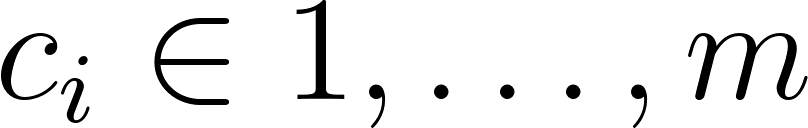 c_i ∈ 1, . . . , m